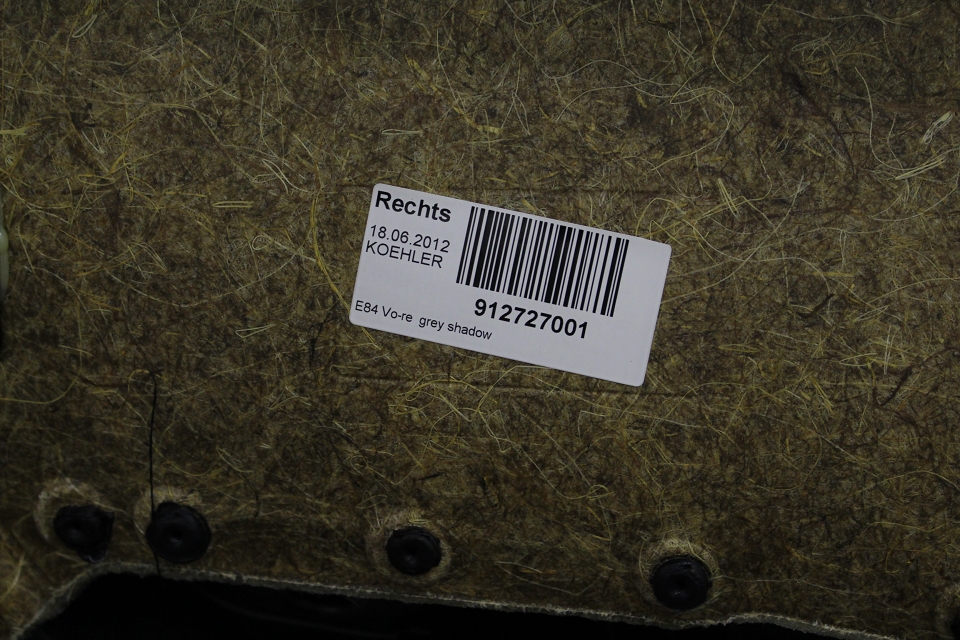 Rechts
18.06.2012
KOEHLER
912727001
E84 Vo-re grey shadow